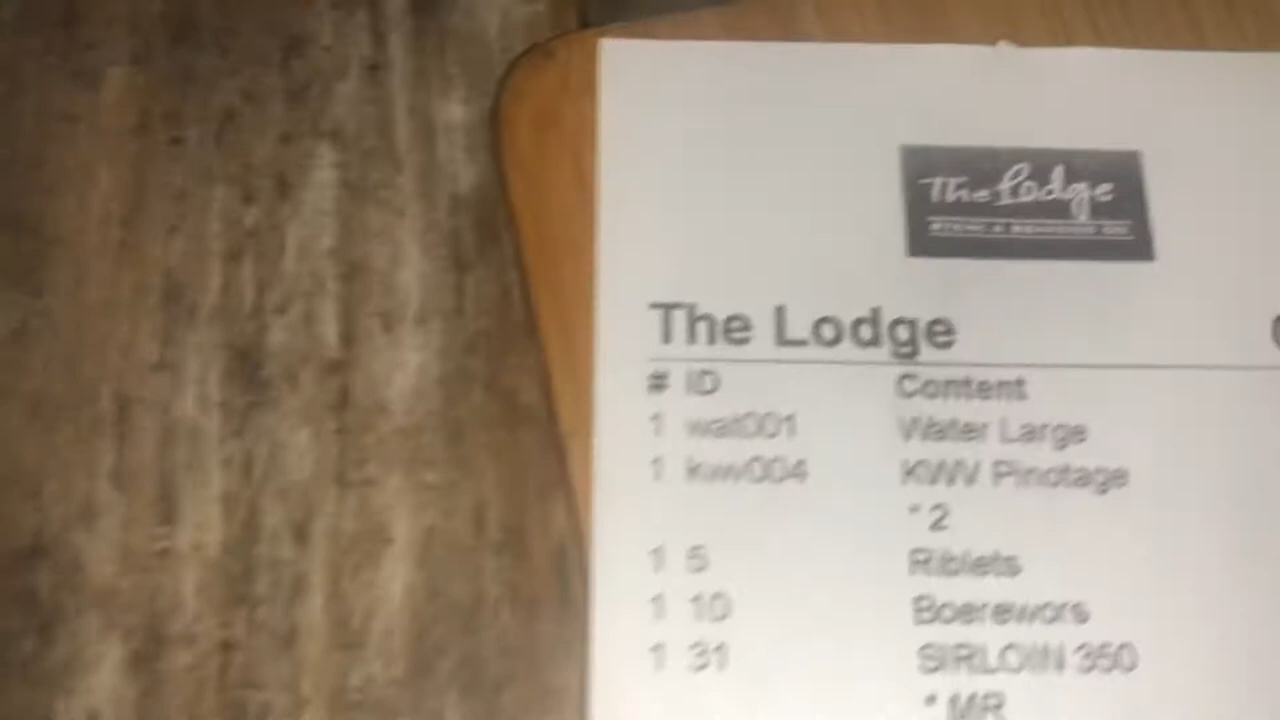 The Lodge
The Lodge
# ID Content
1 wat001 Water Large
1 kwv004 KWV Pinotage
* 2
1 5 Riblets
1 10 Boerewors
1 31 SIRLOIN 350
* MR